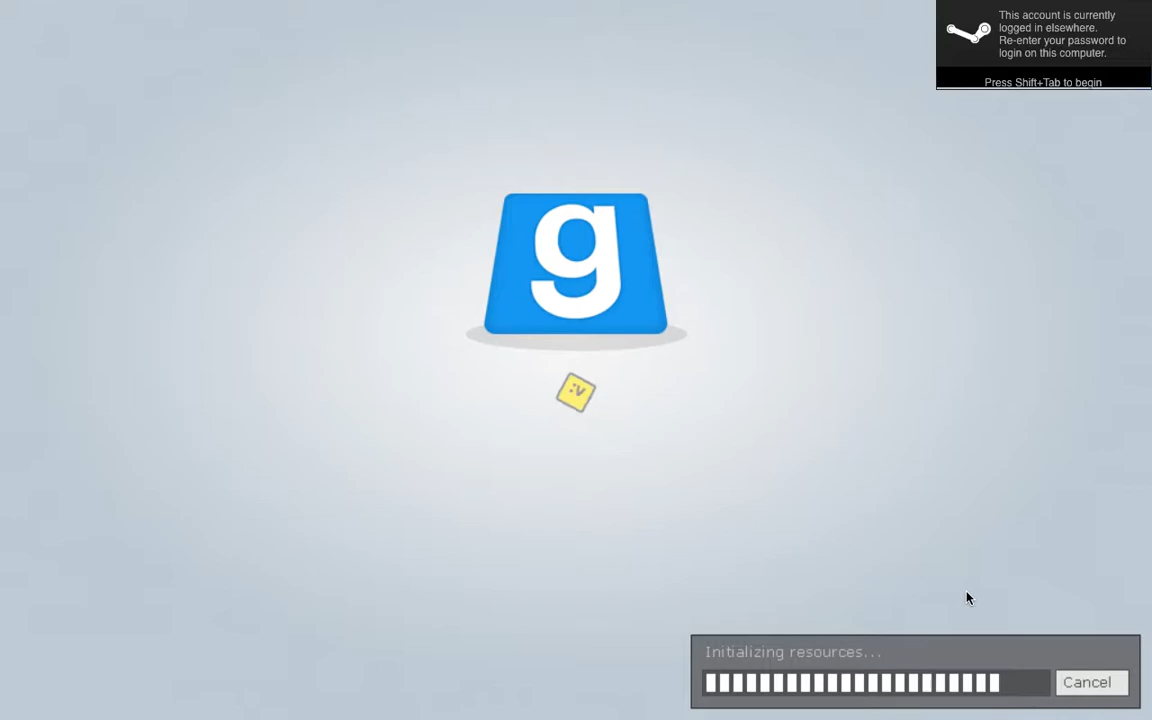 This account is currently
logged in elsewhere.
Re-enter your password to
login on this computer.
Press Shift+Tab to begin
g
:v
Initializing resources...
Cancel